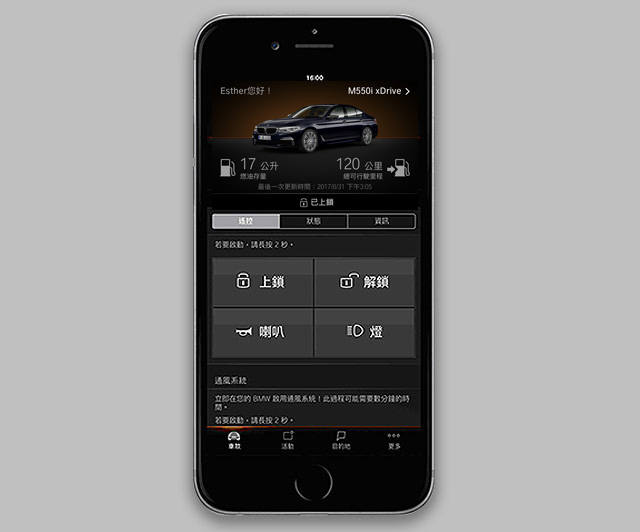 16:00
Esther您好！
M550i xDrive
17 公升
燃油存量
120 公里
總可行駛里程
最後一次更新時間：2017/8/31 下午3:05
已上鎖
遙控
狀態
資訊
若要啟動，請長按 2 秒。
上鎖
解鎖
喇叭
燈
通風系統
立即在您的 BMW 啟用通風系統！此過程可能需要數分鐘的時
間。
若要啟動，請長按 2 秒。
車款
活動
目的地
更多